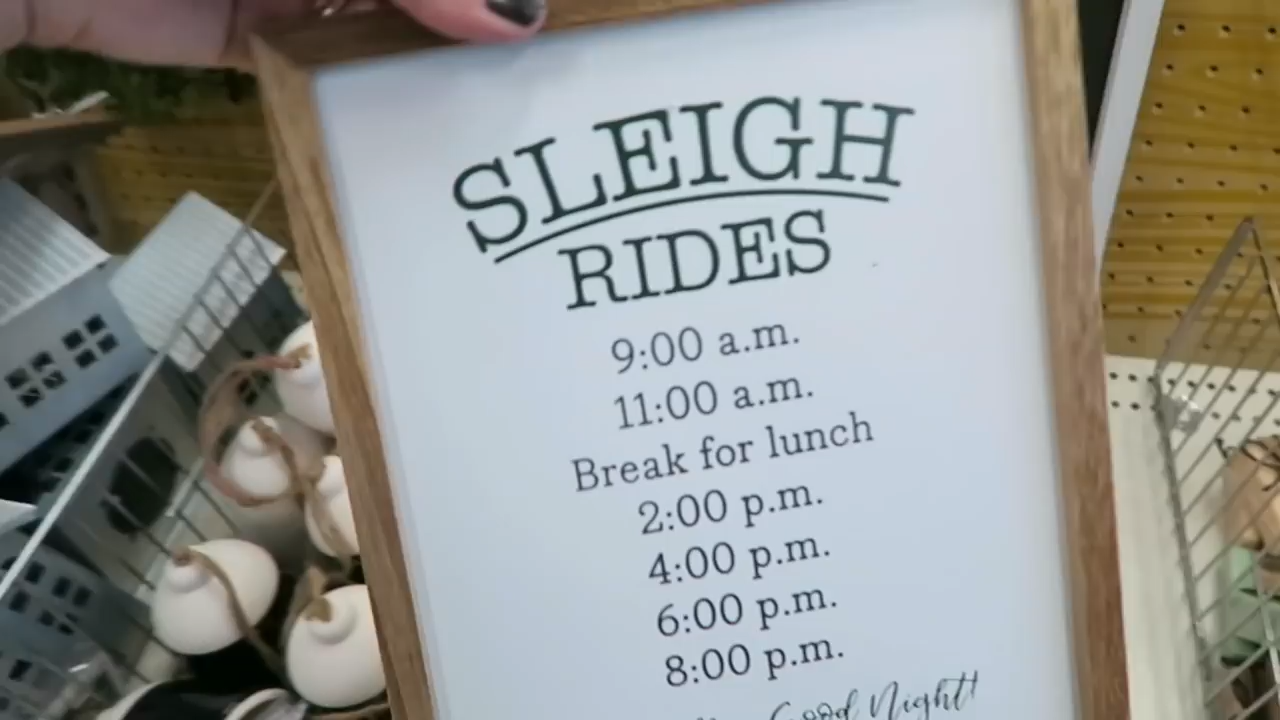 SLEIGH
RIDES
9:00 a.m.
11:00 a.m.
Break for lunch
2:00 p.m.
4:00 p.m.
6:00 p.m.
8:00 p.m.
Good Night!